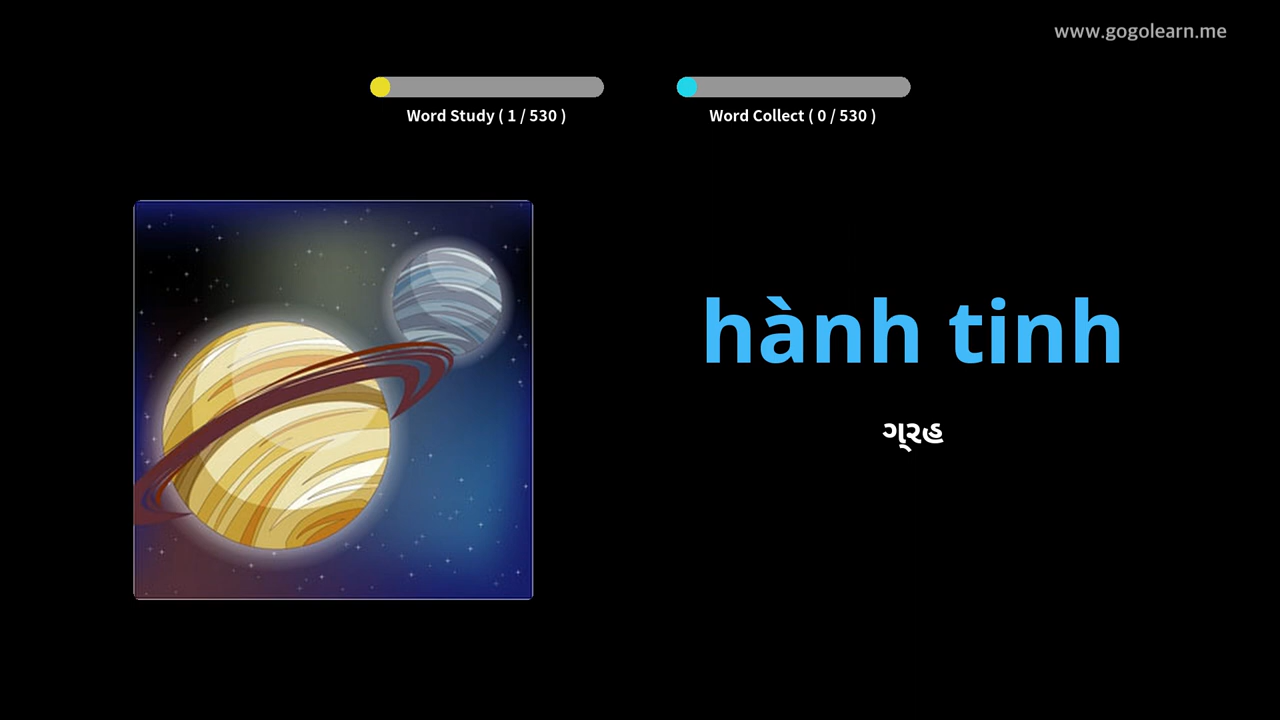 www.gogolearn.me
Word Study ( 1 / 530 )
Word Collect ( 0 / 530 )
hành tinh
ગ્રહ